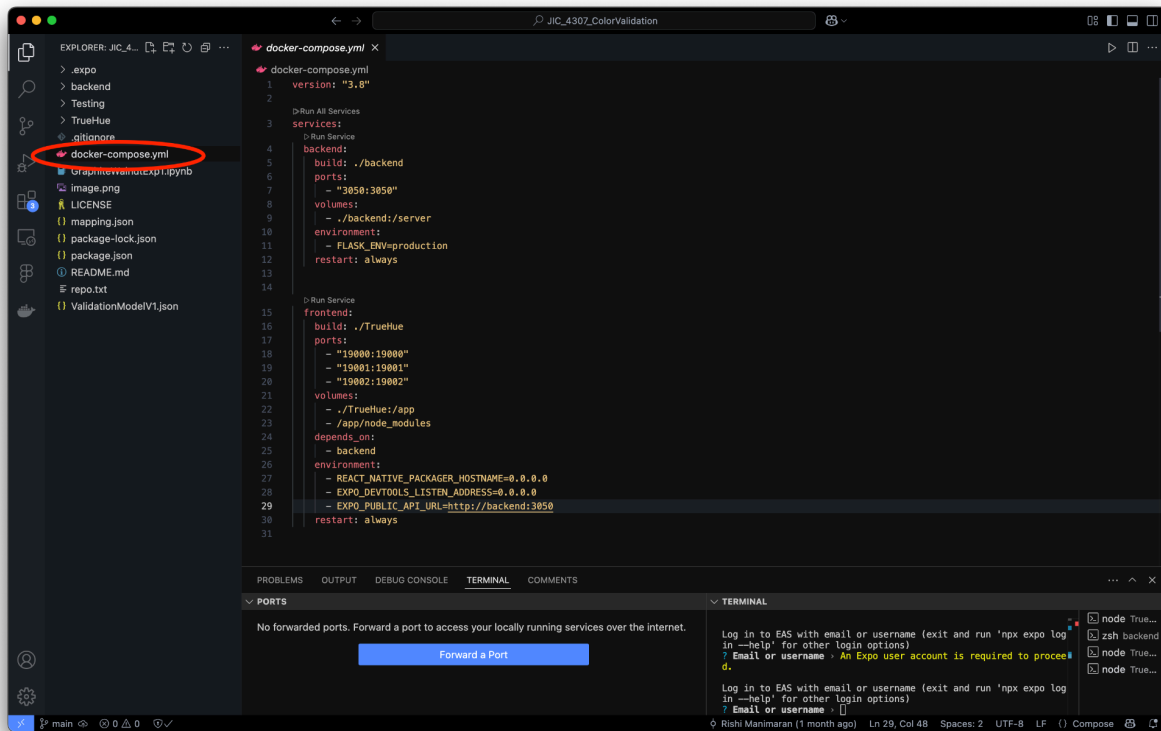 JIC_4307_ColorValidation
EXPLORER: JIC_4...
.expo
backend
Testing
TrueHue
.gitignore
docker-compose.yml
GraphiteWalnutExp1.ipynb
image.png
LICENSE
mapping.json
package-lock.json
package.json
README.md
repo.txt
ValidationModelV1.json
3
docker-compose.yml
docker-compose.yml
1 version: "3.8"
2
Run All Services
3 services:
Run Service
4 backend:
5 build: ./backend
6 ports:
7 - "3050:3050"
8 volumes:
9 - ./backend:/server
10 environment:
11 - FLASK_ENV=production
12 restart: always
13
14
Run Service
15 frontend:
16 build: ./TrueHue
17 ports:
18 - "19000:19000"
19 - "19001:19001"
20 - "19002:19002"
21 volumes:
22 - ./TrueHue:/app
23 - /app/node_modules
24 depends_on:
25 - backend
26 environment:
27 - REACT_NATIVE_PACKAGER_HOSTNAME=0.0.0.0
28 - EXPO_DEVTOOLS_LISTEN_ADDRESS=0.0.0.0
29 - EXPO_PUBLIC_API_URL=http://backend:3050
30 restart: always
31
PROBLEMS OUTPUT DEBUG CONSOLE TERMINAL COMMENTS
PORTS
No forwarded ports. Forward a port to access your locally running services over the internet.
Forward a Port
TERMINAL
Log in to EAS with email or username (exit and run 'npx expo log
in --help' for other login options)
? Email or username › An Expo user account is required to procee
d.
Log in to EAS with email or username (exit and run 'npx expo log
in --help' for other login options)
? Email or username ›
node True...
zsh backend
node True...
node True...
main 0 0 Rishi Manimaran (1 month ago) Ln 29, Col 48 Spaces: 2 UTF-8 LF {} Compose